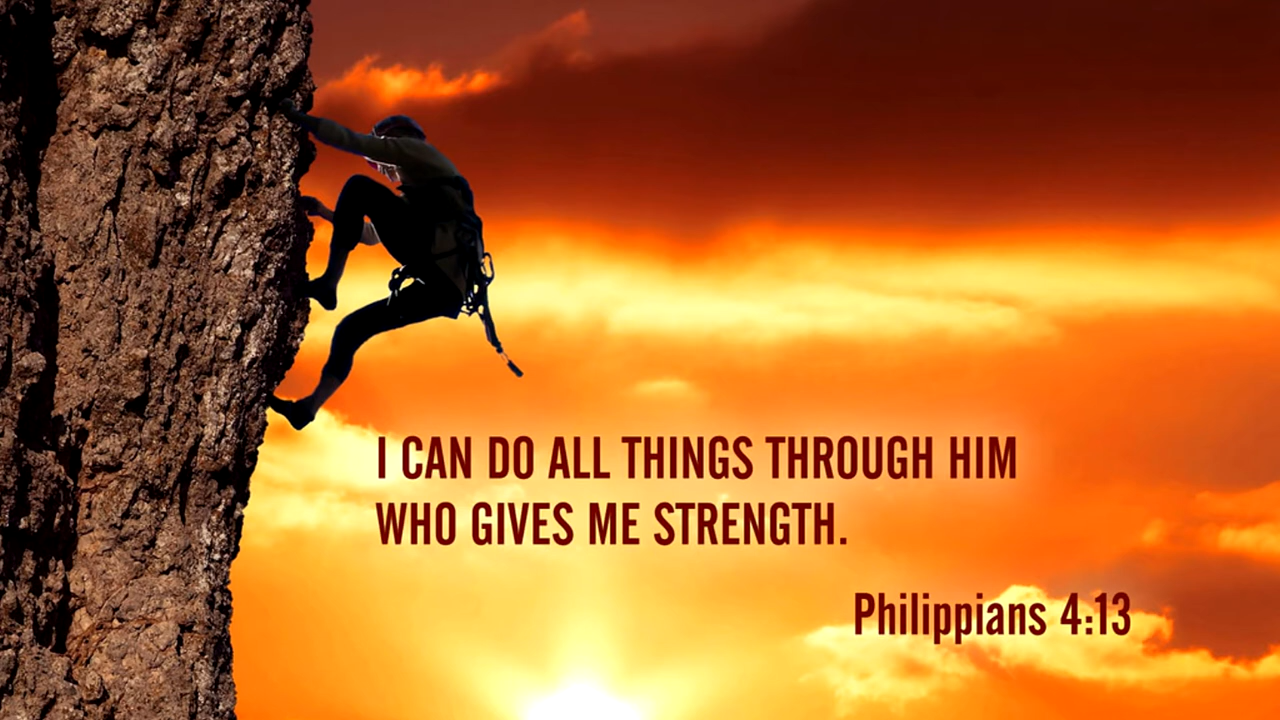 I CAN DO ALL THINGS THROUGH HIM
WHO GIVES ME STRENGTH.
Philippians 4:13